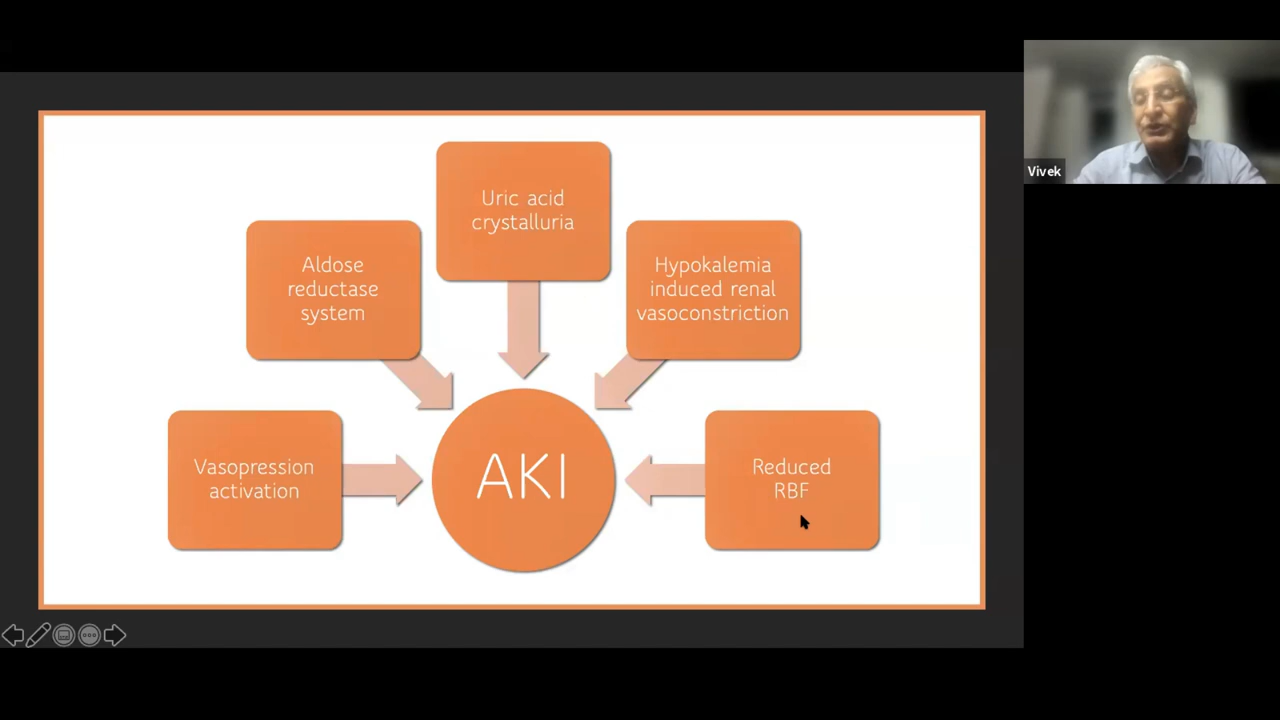 Uric acid
crystalluria
Aldose
reductase
system
Hypokalemia
induced renal
vasoconstriction
Vasopression
activation
AKI
Reduced
RBF
Vivek